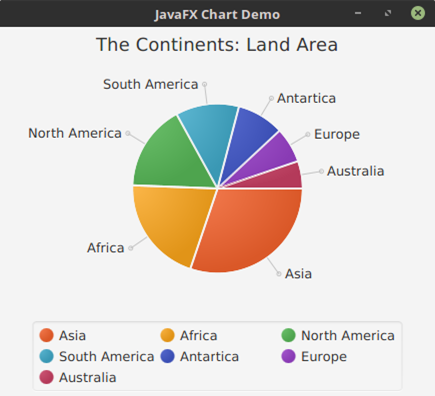 JavaFX Chart Demo
The Continents: Land Area
South America
Antartica
North America
Europe
Australia
Africa
Asia
Asia Africa North America
South America Antartica Europe
Australia